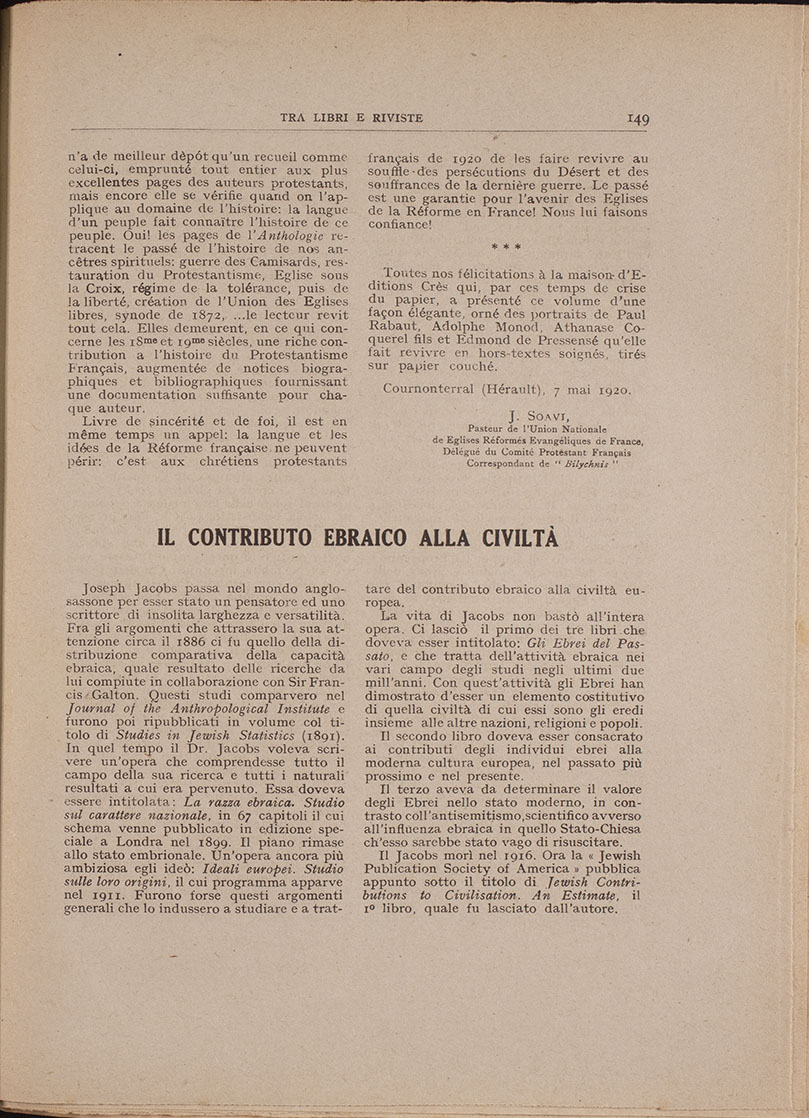 TRA LIBRI E RIVISTE 149
n'a de meilleur dèpót qu'un recueil comme
celui-ci, emprunté tout entier aux plus
excellentes pages des auteurs protestants,
mais encore elle se vérifie quand on l'ap-
plique au domaine de l'histoire: la langue
d'un peuple fait connaître l'histoire de ce
peuple. Oui! les pages de l'Anthologie re-
tracent le passé de l'histoire de nos an-
cêtres spirituels: guerre des Camisards, res-
tauration du Protestantisme, Eglise sous
la Croix, régime de la tolérance, puis de
la liberté, création de l'Union des Eglises
libres, synode de 1872, ...le lecteur revit
tout cela. Elles demeurent, en ce qui con-
cerne les 18me et 19me siècles, une riche con-
tribution a l'histoire du Protestantisme
Français, augmentée de notices biogra-
phiques et bibliographiques fournissant
une documentation suffisante pour cha-
que auteur.
Livre de sincérité et de foi, il est en
même temps un appel: la langue et les
idées de la Réforme française ne peuvent
périr: c'est aux chrétiens protestants
français de 1920 de les faire revivre au
souffle des persécutions du Désert et des
souffrances de la dernière guerre. Le passé
est une garantie pour l'avenir des Eglises
de la Réforme en France! Nous lui faisons
confiance!
* * *
Toutes nos félicitations à la maison d'E-
ditions Crès qui, par ces temps de crise
du papier, a présenté ce volume d'une
façon élégante, orné des portraits de Paul
Rabaut, Adolphe Monod, Athanase Co-
querel fils et Edmond de Pressensé qu'elle
fait revivre en hors-textes soignés, tirés
sur papier couché.
Cournonterral (Hérault), 7 mai 1920.
J. SOAVI,
Pasteur de l'Union Nationale
de Eglises Réformés Evangéliques de France,
Délégué du Comité Protestant Français
Correspondant de " Bilychnis "
IL CONTRIBUTO EBRAICO ALLA CIVILTÀ
Joseph Jacobs passa nel mondo anglo-
sassone per esser stato un pensatore ed uno
scrittore di insolita larghezza e versatilità.
Fra gli argomenti che attrassero la sua at-
tenzione circa il 1886 ci fu quello della di-
stribuzione comparativa della capacità
ebraica, quale resultato delle ricerche da
lui compiute in collaborazione con Sir Fran-
cis Galton. Questi studi comparvero nel
Journal of the Anthropological Institute e
furono poi ripubblicati in volume col ti-
tolo di Studies in Jewish Statistics (1891).
In quel tempo il Dr. Jacobs voleva scri-
vere un'opera che comprendesse tutto il
campo della sua ricerca e tutti i naturali
resultati a cui era pervenuto. Essa doveva
essere intitolata: La razza ebraica. Studio
sul carattere nazionale, in 67 capitoli il cui
schema venne pubblicato in edizione spe-
ciale a Londra nel 1899. Il piano rimase
allo stato embrionale. Un'opera ancora più
ambiziosa egli ideò: Ideali europei. Studio
sulle loro origini, il cui programma apparve
nel 1911. Furono forse questi argomenti
generali che lo indussero a studiare e a trat-
tare del contributo ebraico alla civiltà eu-
ropea.
La vita di Jacobs non bastò all'intera
opera. Ci lasciò il primo dei tre libri che
doveva esser intitolato: Gli Ebrei del Pas-
sato, e che tratta dell'attività ebraica nei
vari campo degli studi negli ultimi due
mill'anni. Con quest'attività gli Ebrei han
dimostrato d'esser un elemento costitutivo
di quella civiltà di cui essi sono gli eredi
insieme alle altre nazioni, religioni e popoli.
Il secondo libro doveva esser consacrato
ai contributi degli individui ebrei alla
moderna cultura europea, nel passato più
prossimo e nel presente.
Il terzo aveva da determinare il valore
degli Ebrei nello stato moderno, in con-
trasto coll'antisemitismo,scientifico avverso
all'influenza ebraica in quello Stato-Chiesa
ch'esso sarebbe stato vago di risuscitare.
Il Jacobs morì nel 1916. Ora la « Jewish
Publication Society of America » pubblica
appunto sotto il titolo di Jewish Contri-
butions to Civilisation. An Estimate, il
1º libro, quale fu lasciato dall'autore.